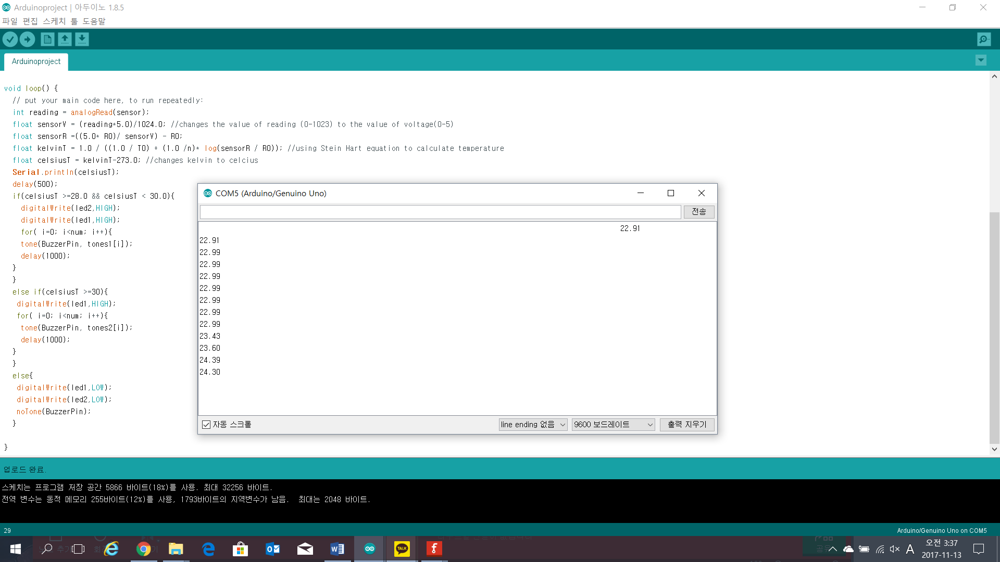 Arduinoproject | 아두이노 1.8.5
파일 편집 스케치 툴 도움말
Arduinoproject
void loop() {
// put your main code here, to run repeatedly:
int reading = analogRead(sensor);
float sensorV = (reading*5.0)/1024.0; //changes the value of reading (0-1023) to the value of voltage(0-5)
float sensorR =((5.0* R0)/ sensorV) - R0;
float kelvinT = 1.0 / ((1.0 / T0) + (1.0 /n)* log(sensorR / R0)); //using Stein Hart equation to calculate temperature
float celsiusT = kelvinT-273.0; //changes kelvin to celcius
Serial.println(celsiusT);
delay(500);
if(celsiusT >=28.0 && celsiusT < 30.0){
digitalWrite(led2,HIGH);
digitalWrite(led1,HIGH);
for( i=0; i<num; i++){
tone(BuzzerPin, tones1[i]);
delay(1000);
}
}
else if(celsiusT >=30){
digitalWrite(led1,HIGH);
for( i=0; i<num; i++){
tone(BuzzerPin, tones2[i]);
delay(1000);
}
}
else{
digitalWrite(led1,LOW);
digitalWrite(led2,LOW);
noTone(BuzzerPin);
}
}
COM5 (Arduino/Genuino Uno)
전송
22.91
22.91
22.99
22.99
22.99
22.99
22.99
22.99
22.99
23.43
23.60
24.39
24.30
자동 스크롤
line ending 없음
9600 보드레이트
출력 지우기
업로드 완료.
스케치는 프로그램 저장 공간 5866 바이트(18%)를 사용. 최대 32256 바이트.
전역 변수는 동적 메모리 255바이트(12%)를 사용, 1793바이트의 지역변수가 남음.  최대는 2048 바이트.
29
Arduino/Genuino Uno on COM5
TALK
A
오전 3:37
2017-11-13